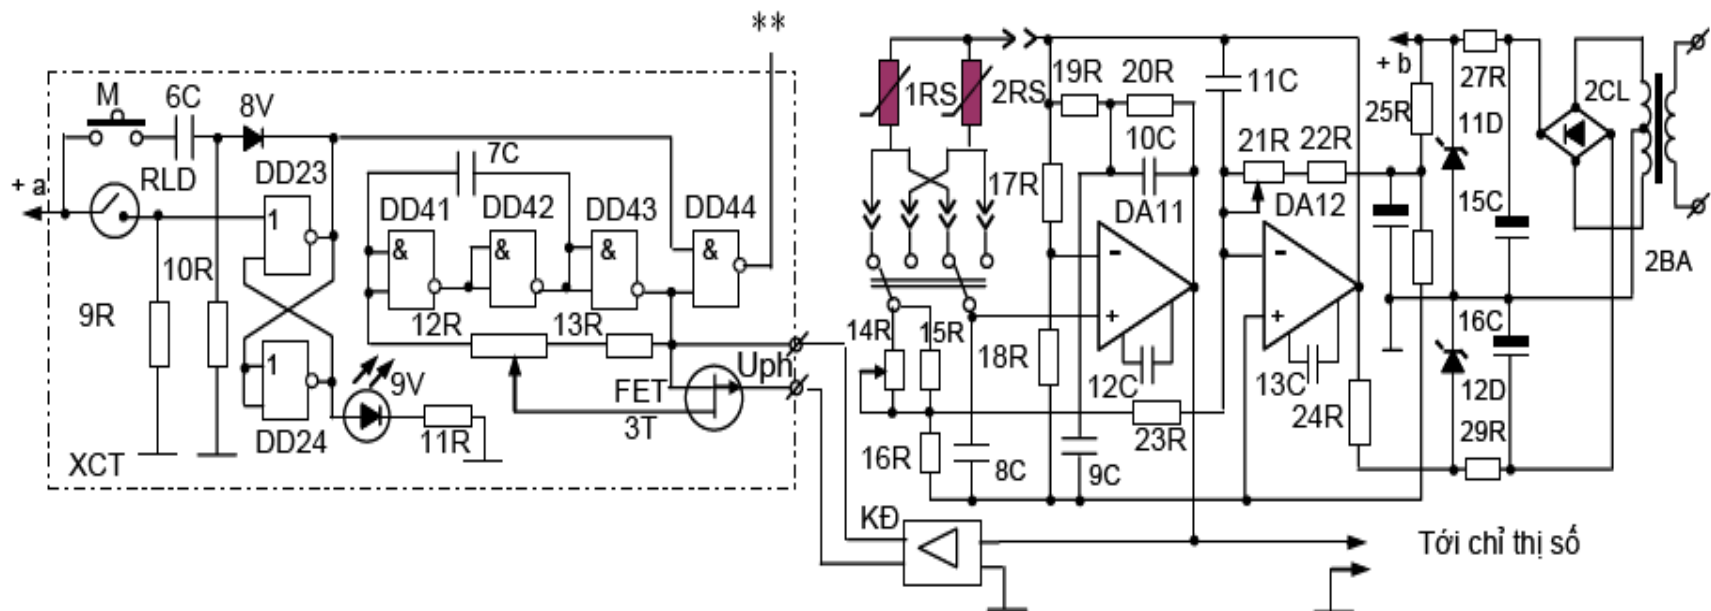 **
M 6C 8V
RLD
DD23
+ a
1
10R
9R
1
DD24
9V
11R
XCT
7C
DD41 DD42 DD43 DD44
& & & &
12R 13R
FET
3T
Uph
1RS 2RS
19R 20R
11C
10C
17R
DA11
21R 22R
DA12
- +
- +
14R 15R
18R
12C
13C
16R
8C
9C
23R
24R
+ b
25R
27R
11D
15C
2CL
2BA
16C
12D
29R
KĐ
Tới chỉ thị số